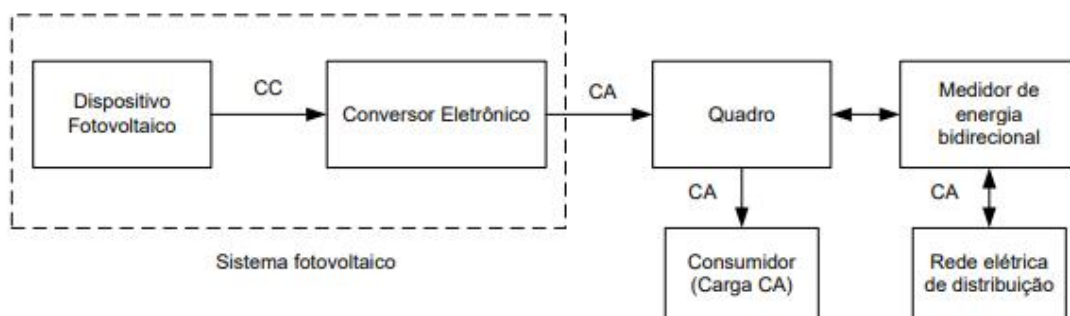 Dispositivo
Fotovoltaico
CC
Conversor Eletrônico
CA
Quadro
Medidor de
energia
bidirecional
CA
CA
Sistema fotovoltaico
Consumidor
(Carga CA)
Rede elétrica
de distribuição